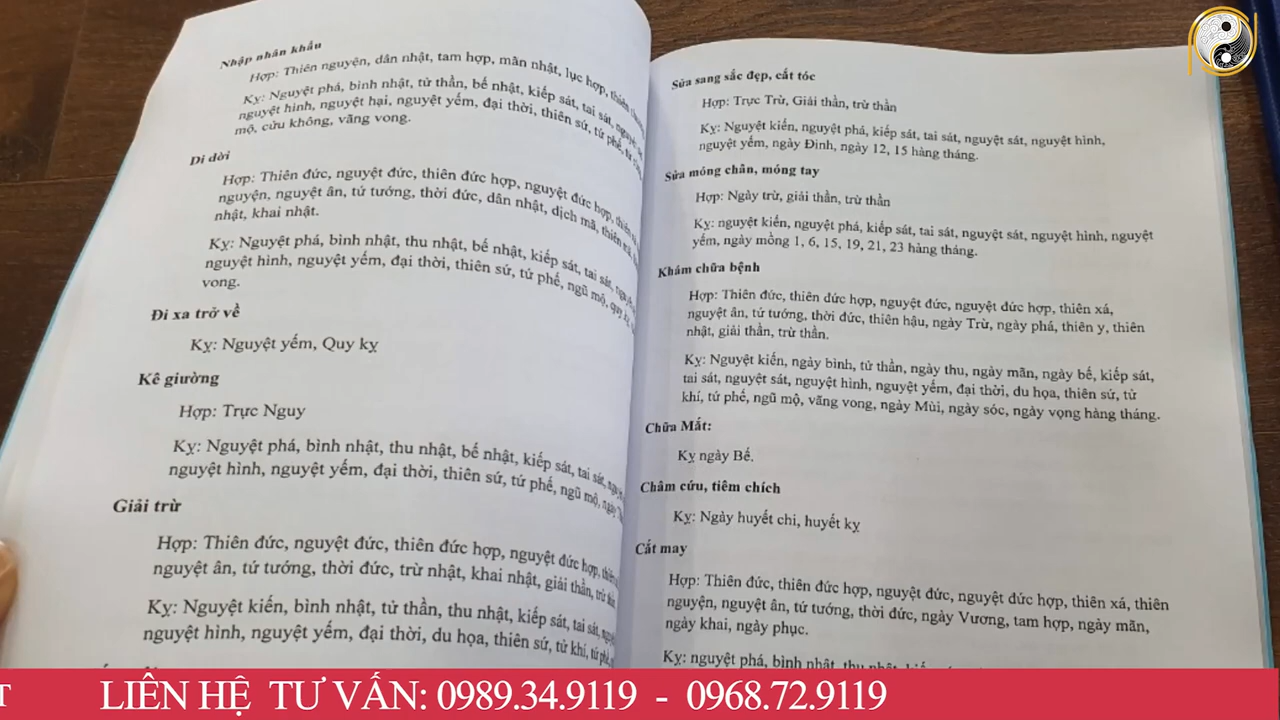 Nhập nhân khẩu
Hợp: Thiên nguyện, dân nhật, tam hợp, mãn nhật, lục hợp, thiên
Kỵ: Nguyệt phá, bình nhật, tử thần, bế nhật, kiếp sát, tai sát, nguyệt
nguyệt hình, nguyệt hại, nguyệt yếm, đại thời, thiên sứ, tứ phế, tứ
mộ, cửu không, vãng vong.
Di dời
Hợp: Thiên đức, nguyệt đức, thiên đức hợp, nguyệt đức hợp, thiên
nguyện, nguyệt ân, tứ tướng, thời đức, dân nhật, dịch mã, thiên mã,
nhật, khai nhật.
Kỵ: Nguyệt phá, bình nhật, thu nhật, bế nhật, kiếp sát, tai sát,
nguyệt hình, nguyệt yếm, đại thời, thiên sứ, tứ phế, ngũ mộ, quy kỵ,
vong.
Đi xa trở về
Kỵ: Nguyệt yếm, Quy kỵ
Kê giường
Hợp: Trực Nguy
Kỵ: Nguyệt phá, bình nhật, thu nhật, bế nhật, kiếp sát, tai sát,
nguyệt hình, nguyệt yếm, đại thời, thiên sứ, tứ phế, ngũ mộ, ngày
Giải trừ
Hợp: Thiên đức, nguyệt đức, thiên đức hợp, nguyệt đức hợp, thiên
nguyệt ân, tứ tướng, thời đức, trừ nhật, khai nhật, giải thần, trừ thần.
Kỵ: Nguyệt kiến, bình nhật, tử thần, thu nhật, kiếp sát, tai sát,
nguyệt hình, nguyệt yếm, đại thời, du họa, thiên sứ, tử khí, tứ phế,
Sửa sang sắc đẹp, cắt tóc
Hợp: Trực Trừ, Giải thần, trừ thần
Kỵ: Nguyệt kiến, nguyệt phá, kiếp sát, tai sát, nguyệt sát, nguyệt hình,
nguyệt yếm, ngày Đinh, ngày 12, 15 hàng tháng.
Sửa móng chân, móng tay
Hợp: Ngày trừ, giải thần, trừ thần
Kỵ: nguyệt kiến, nguyệt phá, kiếp sát, tai sát, nguyệt sát, nguyệt hình, nguyệt
yếm, ngày mồng 1, 6, 15, 19, 21, 23 hàng tháng.
Khám chữa bệnh
Hợp: Thiên đức, thiên đức hợp, nguyệt đức, nguyệt đức hợp, thiên xá,
nguyệt ân, tứ tướng, thời đức, thiên hậu, ngày Trừ, ngày phá, thiên y, thiên
nhật, giải thần, trừ thần.
Kỵ: Nguyệt kiến, ngày bình, tử thần, ngày thu, ngày mãn, ngày bế, kiếp sát,
tai sát, nguyệt sát, nguyệt hình, nguyệt yếm, đại thời, du họa, thiên sứ, tử
khí, tứ phế, ngũ mộ, vãng vong, ngày Mùi, ngày sóc, ngày vọng hàng tháng.
Chữa Mắt:
Kỵ ngày Bế.
Châm cứu, tiêm chích
Kỵ: Ngày huyết chi, huyết kỵ
Cắt may
Hợp: Thiên đức, thiên đức hợp, nguyệt đức, nguyệt đức hợp, thiên xá, thiên
nguyện, nguyệt ân, tứ tướng, thời đức, ngày Vương, tam hợp, ngày mãn,
ngày khai, ngày phục.
Kỵ: nguyệt phá, bình nhật, thu nhật, kiếp sát,
T LIÊN HỆ TƯ VẤN: 0989.34.9119 - 0968.72.9119